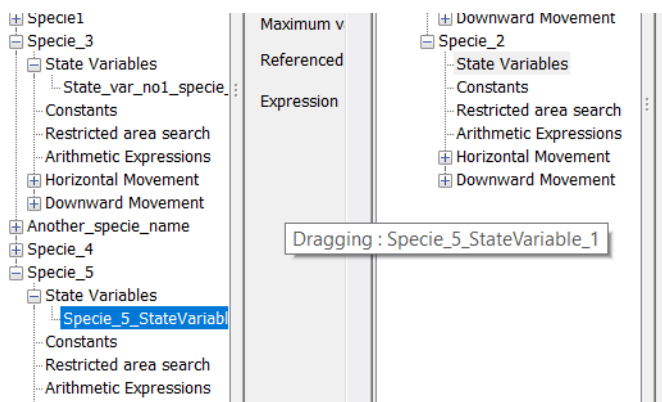 Specie1
Specie_3
State Variables
State_var_no1_specie_
Constants
Restricted area search
Arithmetic Expressions
Horizontal Movement
Downward Movement
Another_specie_name
Specie_4
Specie_5
State Variables
Specie_5_StateVariabl
Constants
Restricted area search
Arithmetic Expressions
Maximum v
Referenced
Expression
Downward Movement
Specie_2
State Variables
Constants
Restricted area search
Arithmetic Expressions
Horizontal Movement
Downward Movement
Dragging : Specie_5_StateVariable_1